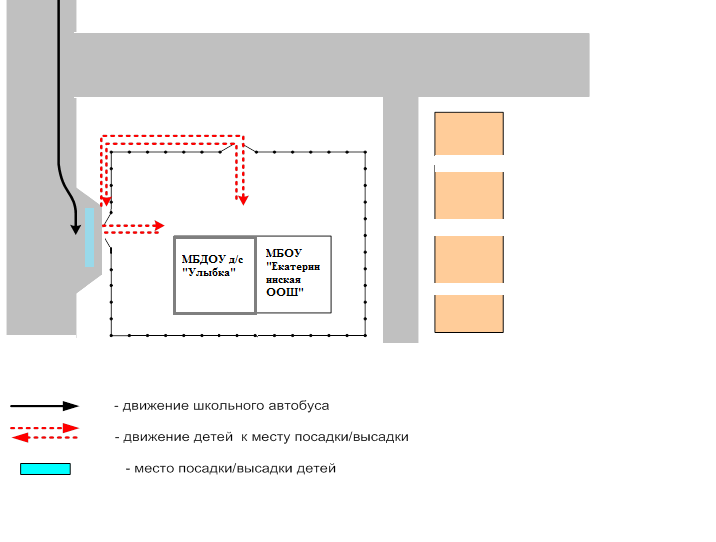 МБДОУ д/с
"Улыбка"
МБОУ
"Екатерин
инская
ООШ"
- движение школьного автобуса
- движение детей к месту посадки/высадки
- место посадки/высадки детей